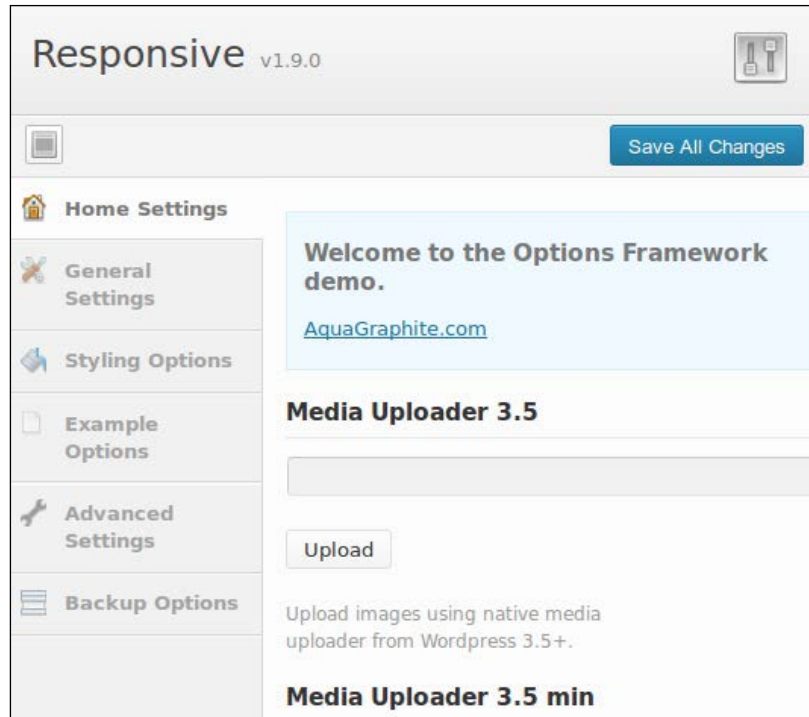 Responsive v1.9.0
Save All Changes
Home Settings
General
Settings
Styling Options
Example
Options
Advanced
Settings
Backup Options
Welcome to the Options Framework
demo.
AquaGraphite.com
Media Uploader 3.5
Upload
Upload images using native media
uploader from Wordpress 3.5+.
Media Uploader 3.5 min